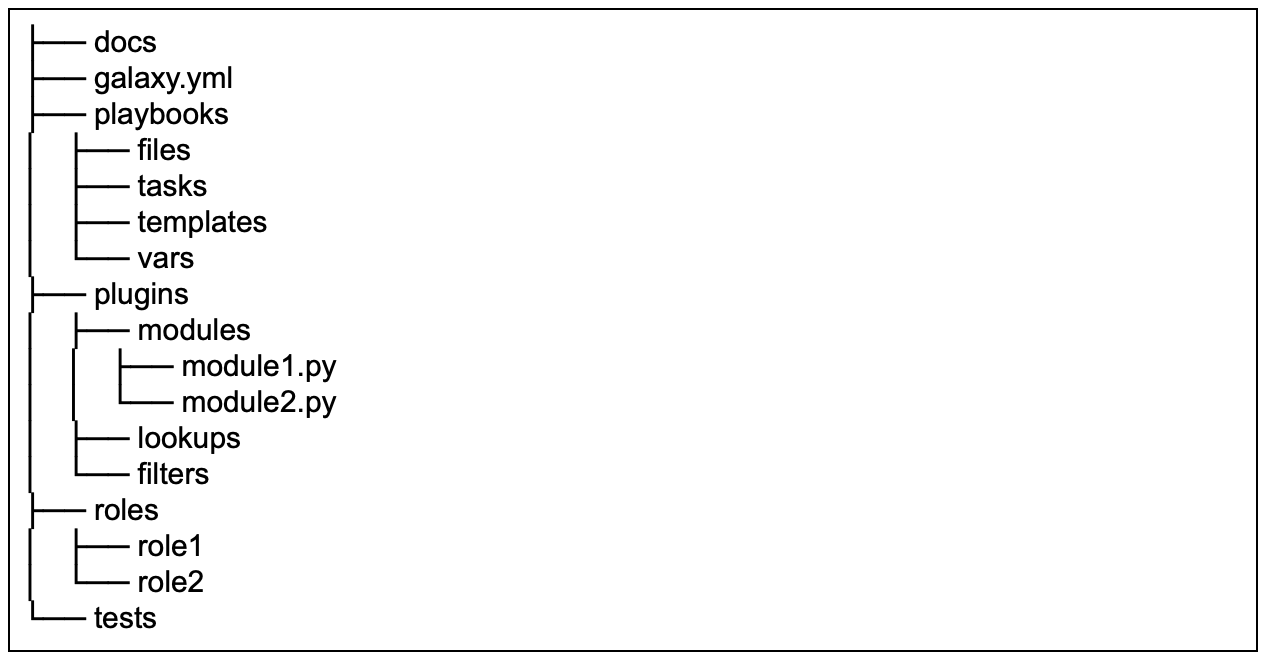 ├── docs
├── galaxy.yml
├── playbooks
│   ├── files
│   ├── tasks
│   ├── templates
│   └── vars
├── plugins
│   ├── modules
│   │   ├── module1.py
│   │   └── module2.py
│   ├── lookups
│   └── filters
├── roles
│   ├── role1
│   └── role2
└── tests